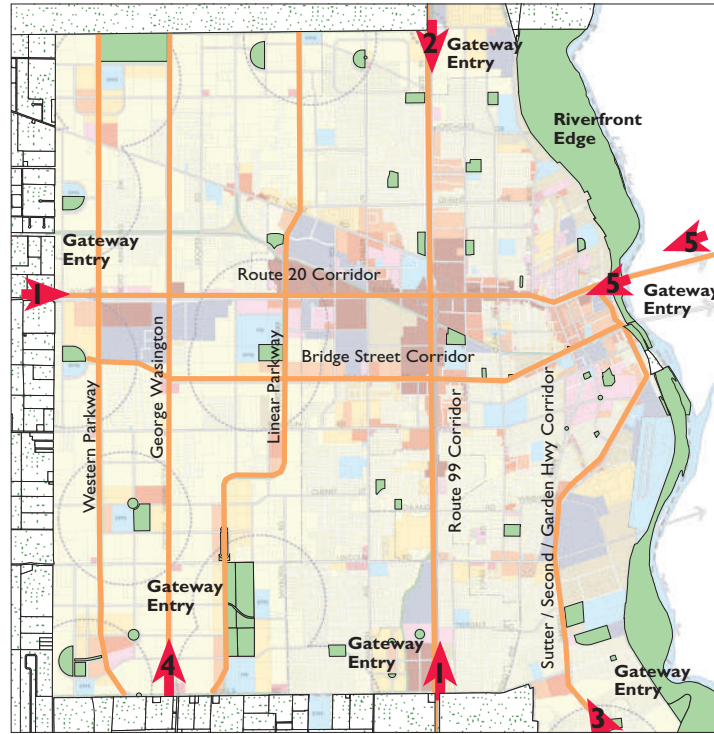 2
Gateway
Entry
Riverfront
Edge
Gateway
Entry
5
Route 20 Corridor
5
1
Gateway
Entry
Bridge Street Corridor
Western Parkway
George Wasington
Linear Parkway
Route 99 Corridor
Sutter / Second / Garden Hwy Corridor
Gateway
Entry
Gateway
Entry
4
1
Gateway
Entry
3